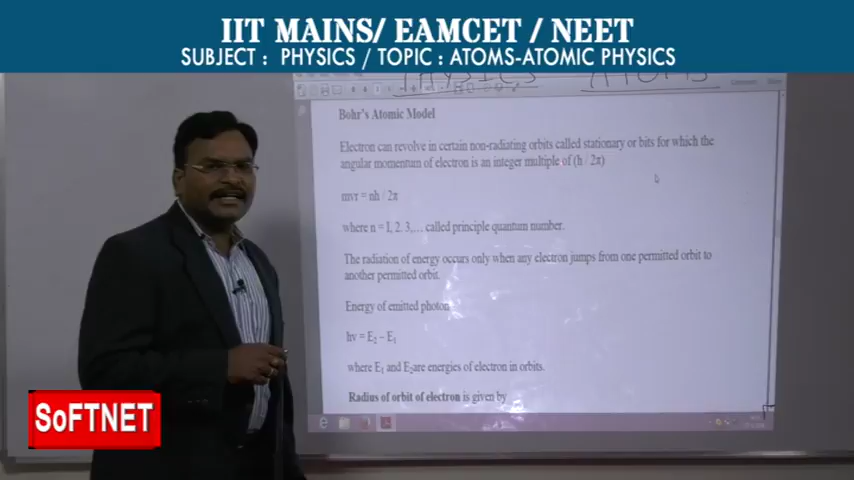 IIT MAINS/ EAMCET / NEET
SUBJECT : PHYSICS / TOPIC : ATOMS-ATOMIC PHYSICS
Bohr's Atomic Model
Electron can revolve in certain non-radiating orbits called stationary or bits for which the
angular momentum of electron is an integer multiple of (h / 2π)
mvr = nh / 2π
where n = I, 2. 3,... called principle quantum number.
The radiation of energy occurs only when any electron jumps from one permitted orbit to
another permitted orbit.
Energy of emitted photon
hv = E₂ – E₁
where E₁ and E₂are energies of electron in orbits.
Radius of orbit of electron is given by
SoFTNET